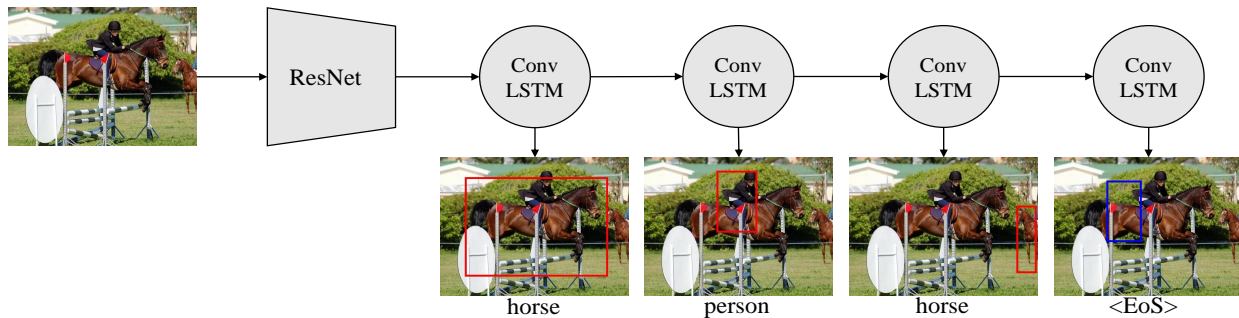 ResNet
Conv
LSTM
Conv
LSTM
Conv
LSTM
Conv
LSTM
horse
person
horse
<EoS>